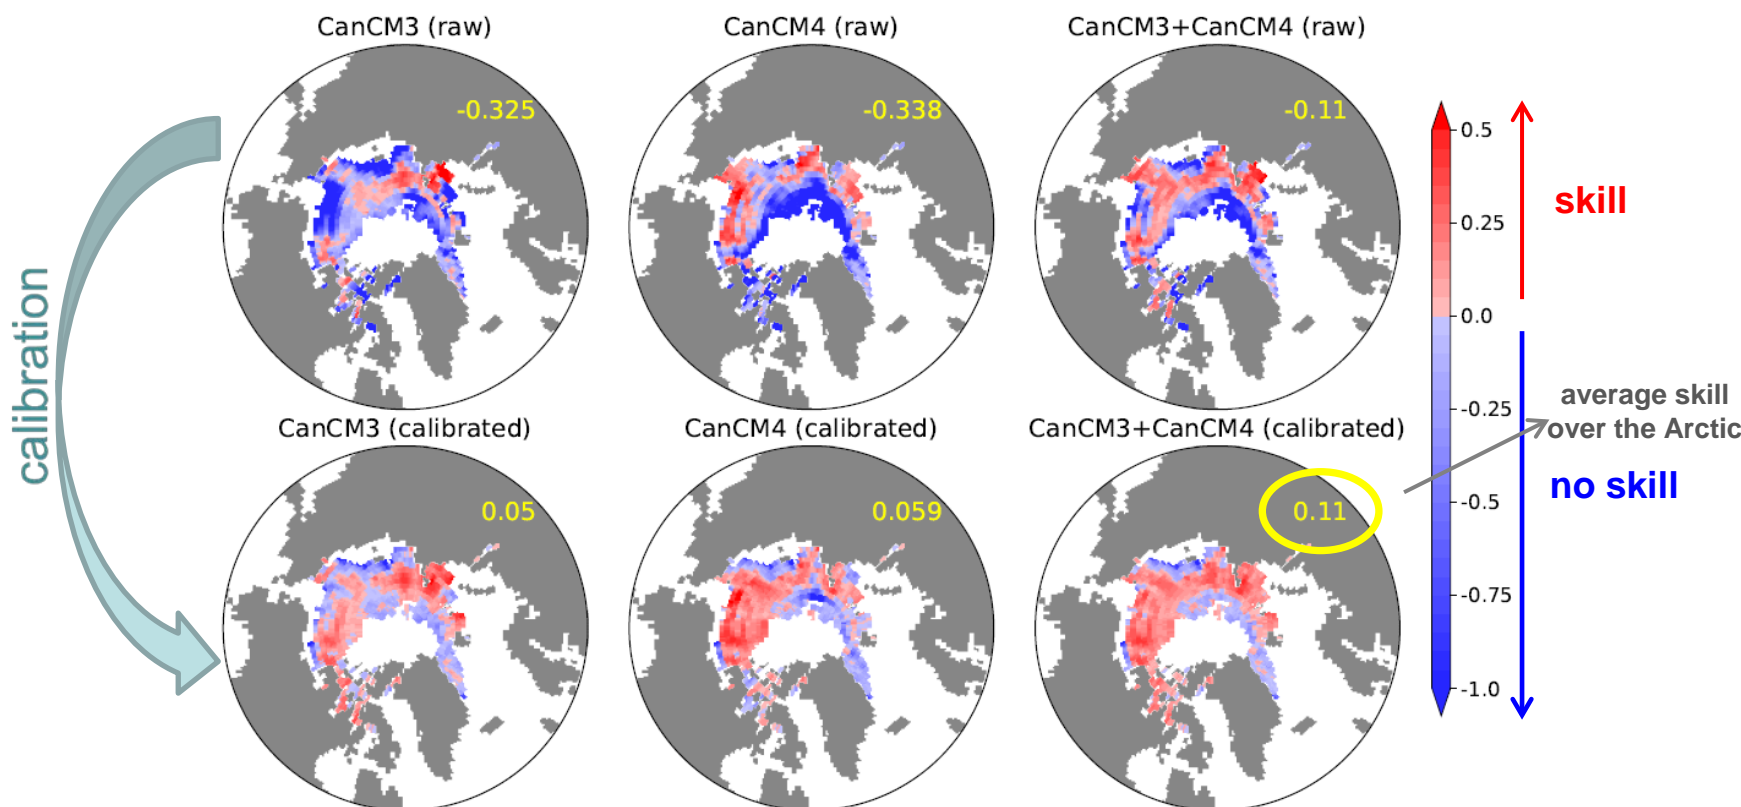 CanCM3 (raw)
CanCM4 (raw)
CanCM3+CanCM4 (raw)
-0.325
-0.338
-0.11
calibration
CanCM3 (calibrated)
CanCM4 (calibrated)
CanCM3+CanCM4 (calibrated)
0.05
0.059
0.11
0.5
0.25
0.0
-0.25
-0.5
-0.75
-1.0
skill
average skill
over the Arctic
no skill